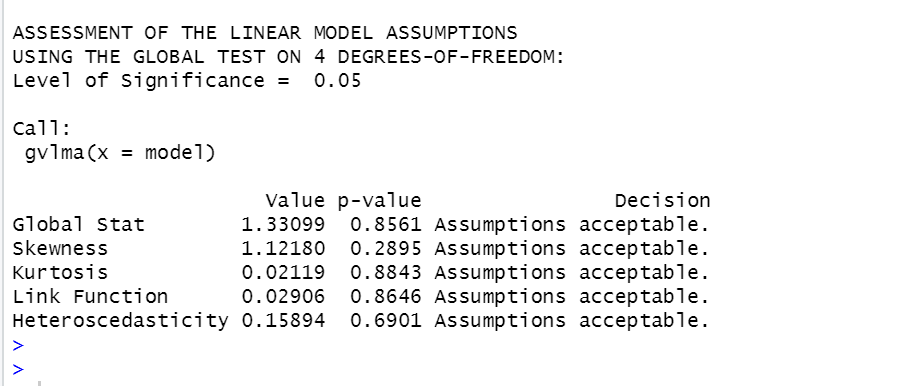 ASSESSMENT OF THE LINEAR MODEL ASSUMPTIONS
USING THE GLOBAL TEST ON 4 DEGREES-OF-FREEDOM:
Level of Significance =  0.05
Call:
 gvlma(x = model)
                    Value p-value                Decision
Global Stat        1.33099  0.8561 Assumptions acceptable.
Skewness           1.12180  0.2895 Assumptions acceptable.
Kurtosis           0.02119  0.8843 Assumptions acceptable.
Link Function      0.02906  0.8646 Assumptions acceptable.
Heteroscedasticity 0.15894  0.6901 Assumptions acceptable.
>
>